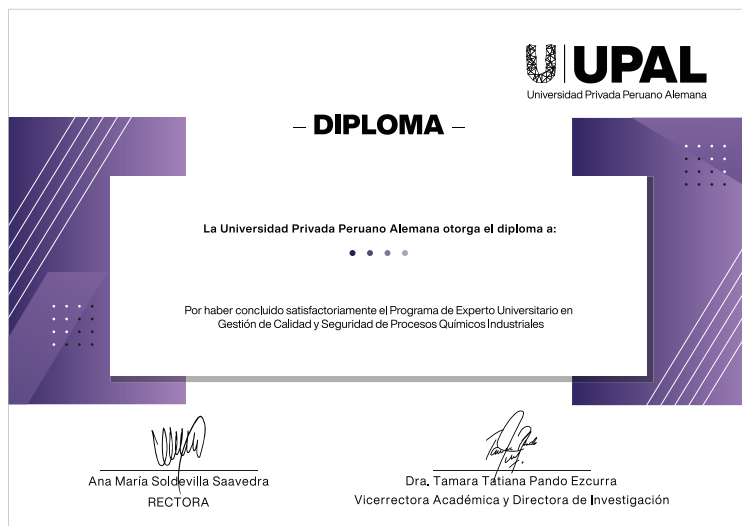 UPAL
Universidad Privada Peruano Alemana
– DIPLOMA –
La Universidad Privada Peruano Alemana otorga el diploma a:
Por haber concluido satisfactoriamente el Programa de Experto Universitario en
Gestión de Calidad y Seguridad de Procesos Químicos Industriales
Ana María Soldevilla Saavedra
RECTORA
Dra. Tamara Tatiana Pando Ezcurra
Vicerrectora Académica y Directora de Investigación